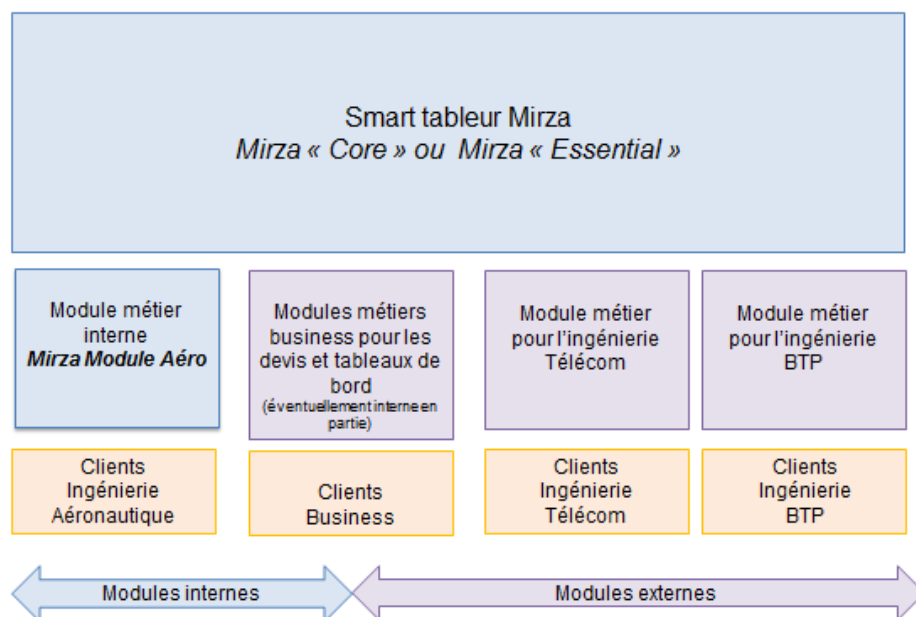 Smart tableur Mirza
Mirza « Core » ou Mirza « Essential »
Module métier
interne
Mirza Module Aéro
Modules métiers
business pour les
devis et tableaux de
bord
(éventuellement interne en
partie)
Module métier
pour l'ingénierie
Télécom
Module métier
pour l'ingénierie
BTP
Clients
Ingénierie
Aéronautique
Clients
Business
Clients
Ingénierie
Télécom
Clients
Ingénierie
BTP
Modules internes
Modules externes